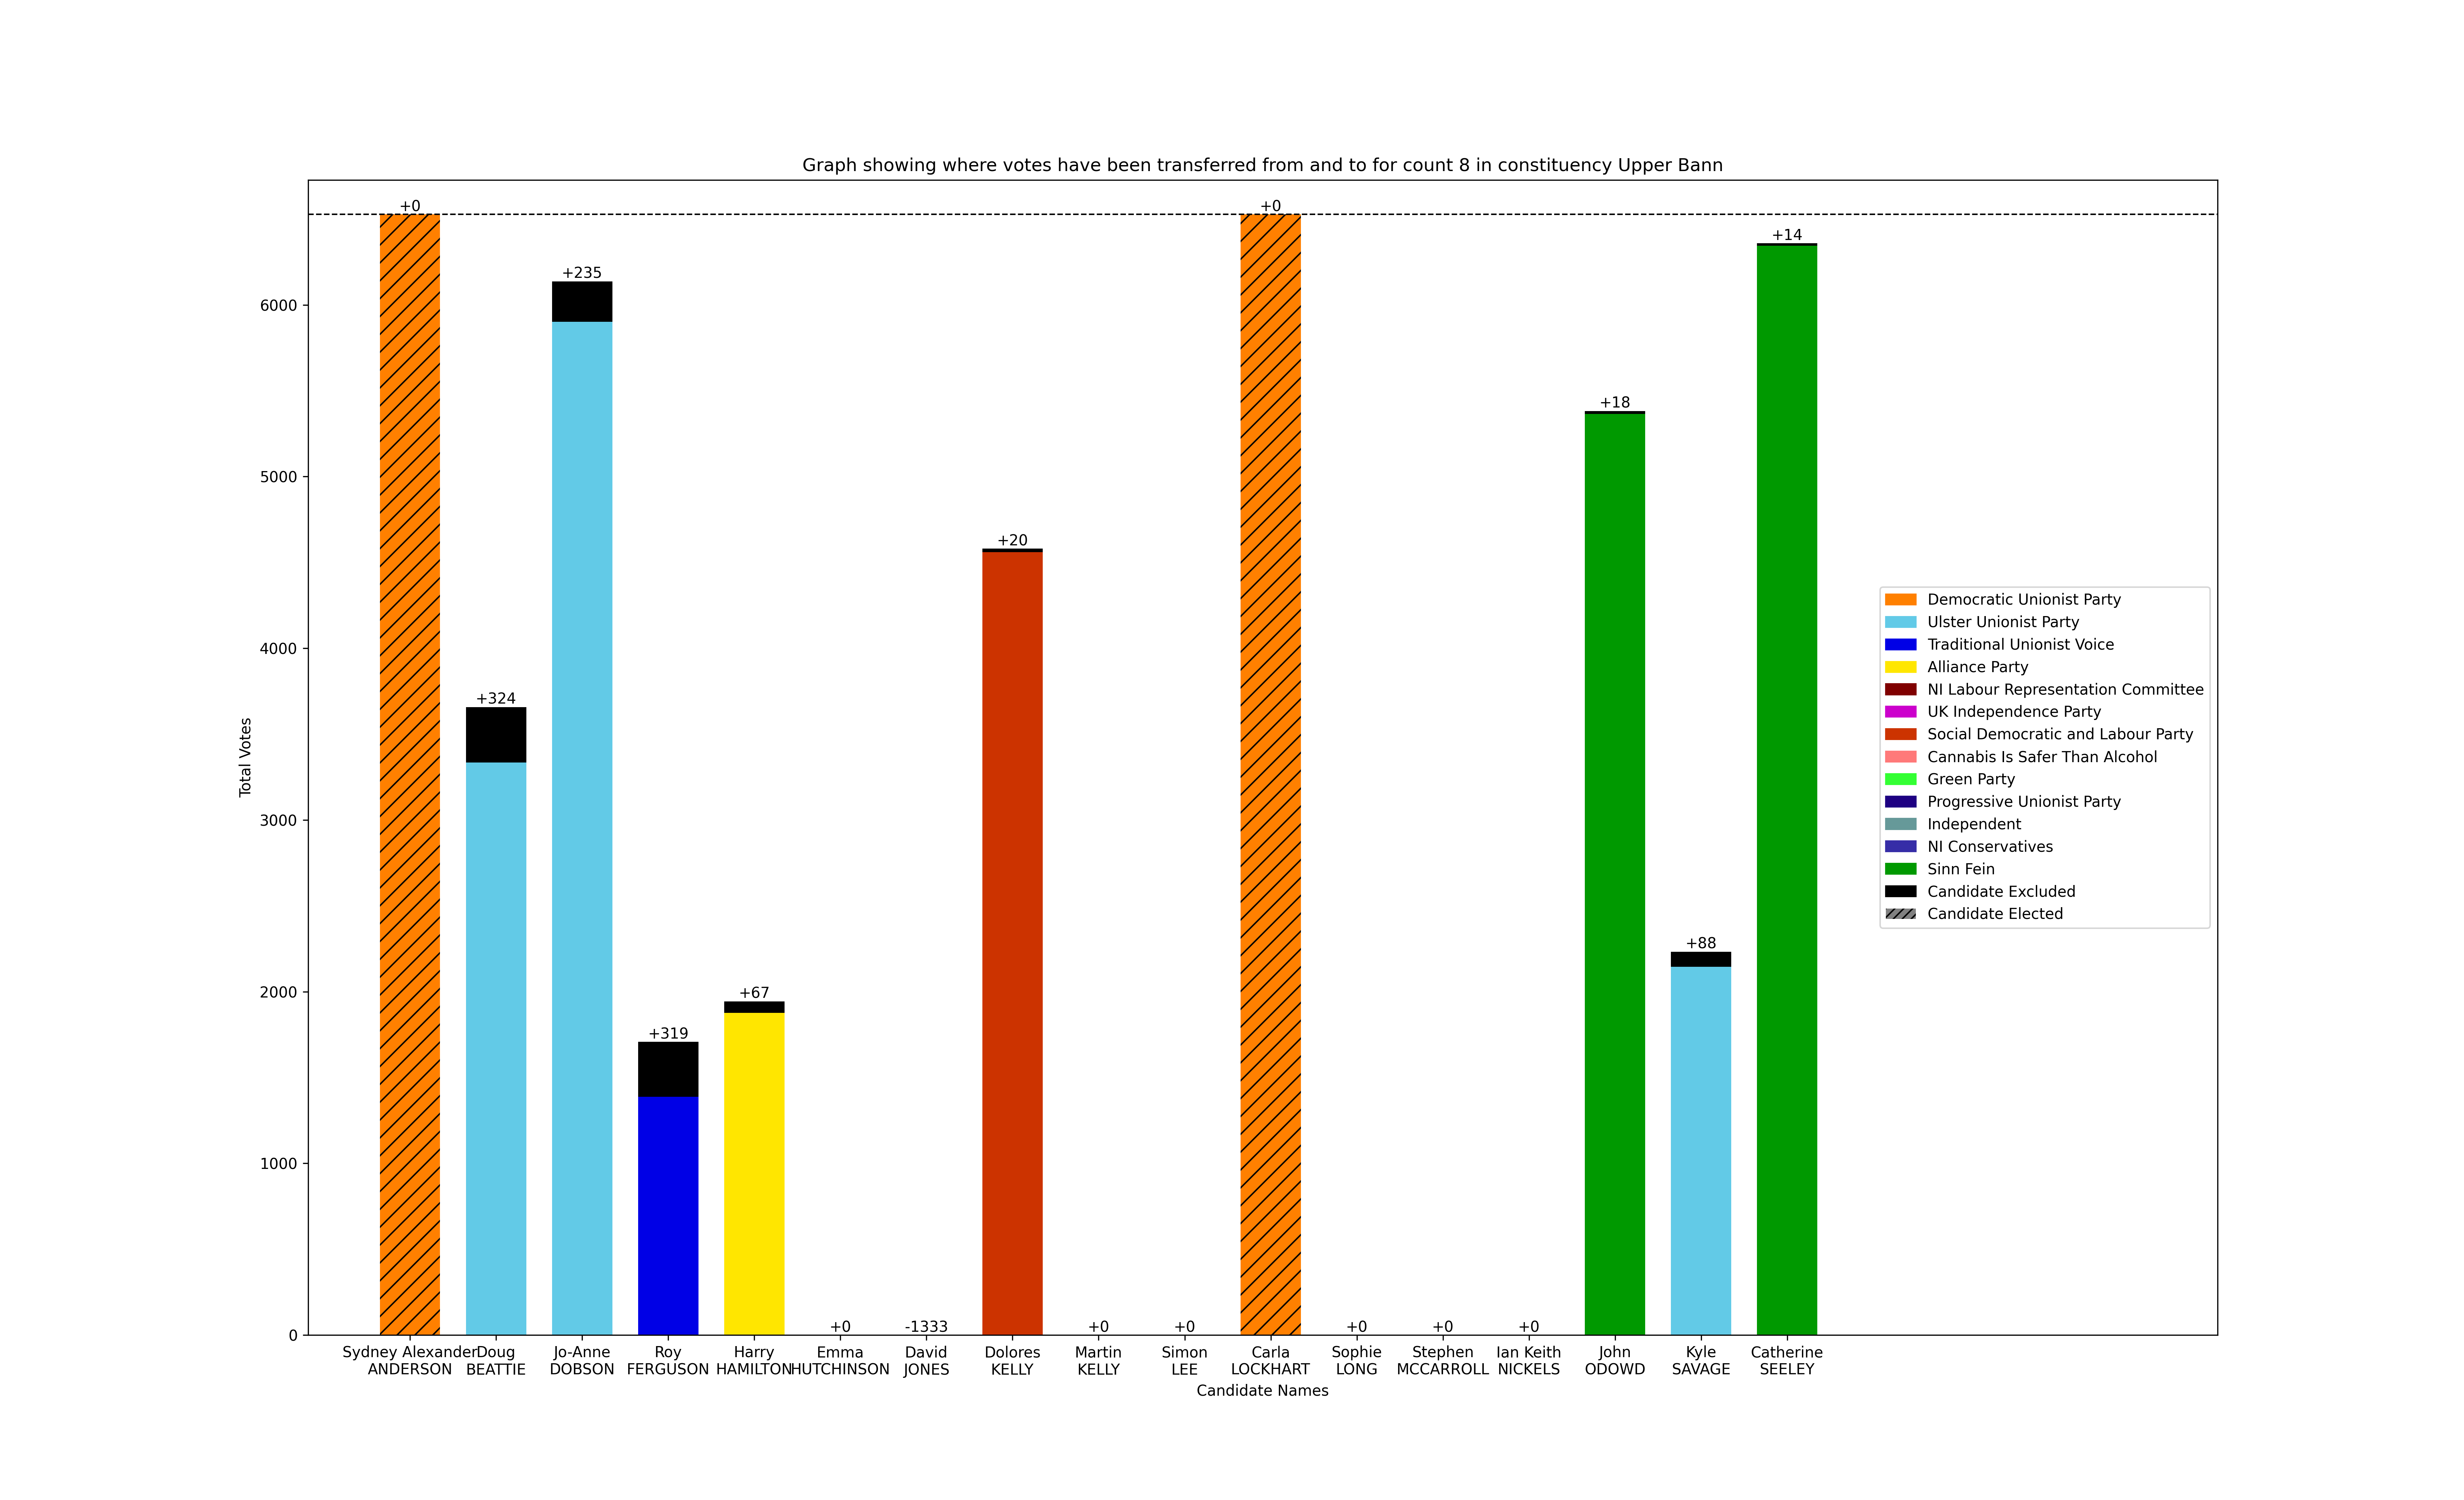 Graph showing where votes have been transferred from and to for count 8 in constituency Upper Bann
+0
+0
+14
+235
6000
+18
5000
+20
Democratic Unionist Party
Ulster Unionist Party
4000
Traditional Unionist Voice
Alliance Party
NI Labour Representation Committee
+324
UK Independence Party
Total Votes
Social Democratic and Labour Party
Cannabis Is Safer Than Alcohol
Green Party
Progressive Unionist Party
3000
Independent
NI Conservatives
Sinn Fein
Candidate Excluded
Candidate Elected
+88
2000
+67
+319
1000
0
+0
-1333
+0
+0
+0
+0
+0
Sydney Alexander Doug Jo-Anne Roy Harry Emma David Dolores Martin Simon Carla Sophie Stephen Ian Keith John Kyle Catherine
ANDERSON BEATTIE DOBSON FERGUSON HAMILTON HUTCHINSON JONES KELLY KELLY LEE LOCKHART LONG MCCARROLL NICKELS ODOWD SAVAGE SEELEY
Candidate Names